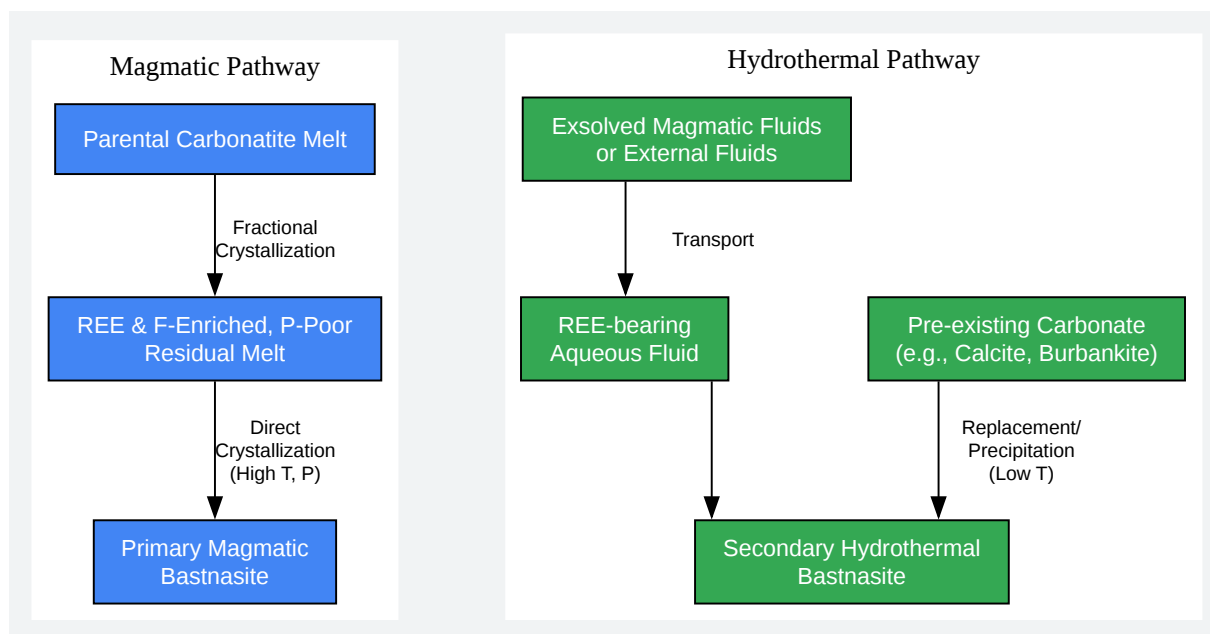 Magmatic Pathway
Parental Carbonatite Melt
Fractional
Crystallization
REE & F-Enriched, P-Poor
Residual Melt
Direct
Crystallization
(High T, P)
Primary Magmatic
Bastnasite
Hydrothermal Pathway
Exsolved Magmatic Fluids
or External Fluids
Transport
REE-bearing
Aqueous Fluid
Pre-existing Carbonate
(e.g., Calcite, Burbankite)
Replacement/
Precipitation
(Low T)
Secondary Hydrothermal
Bastnasite